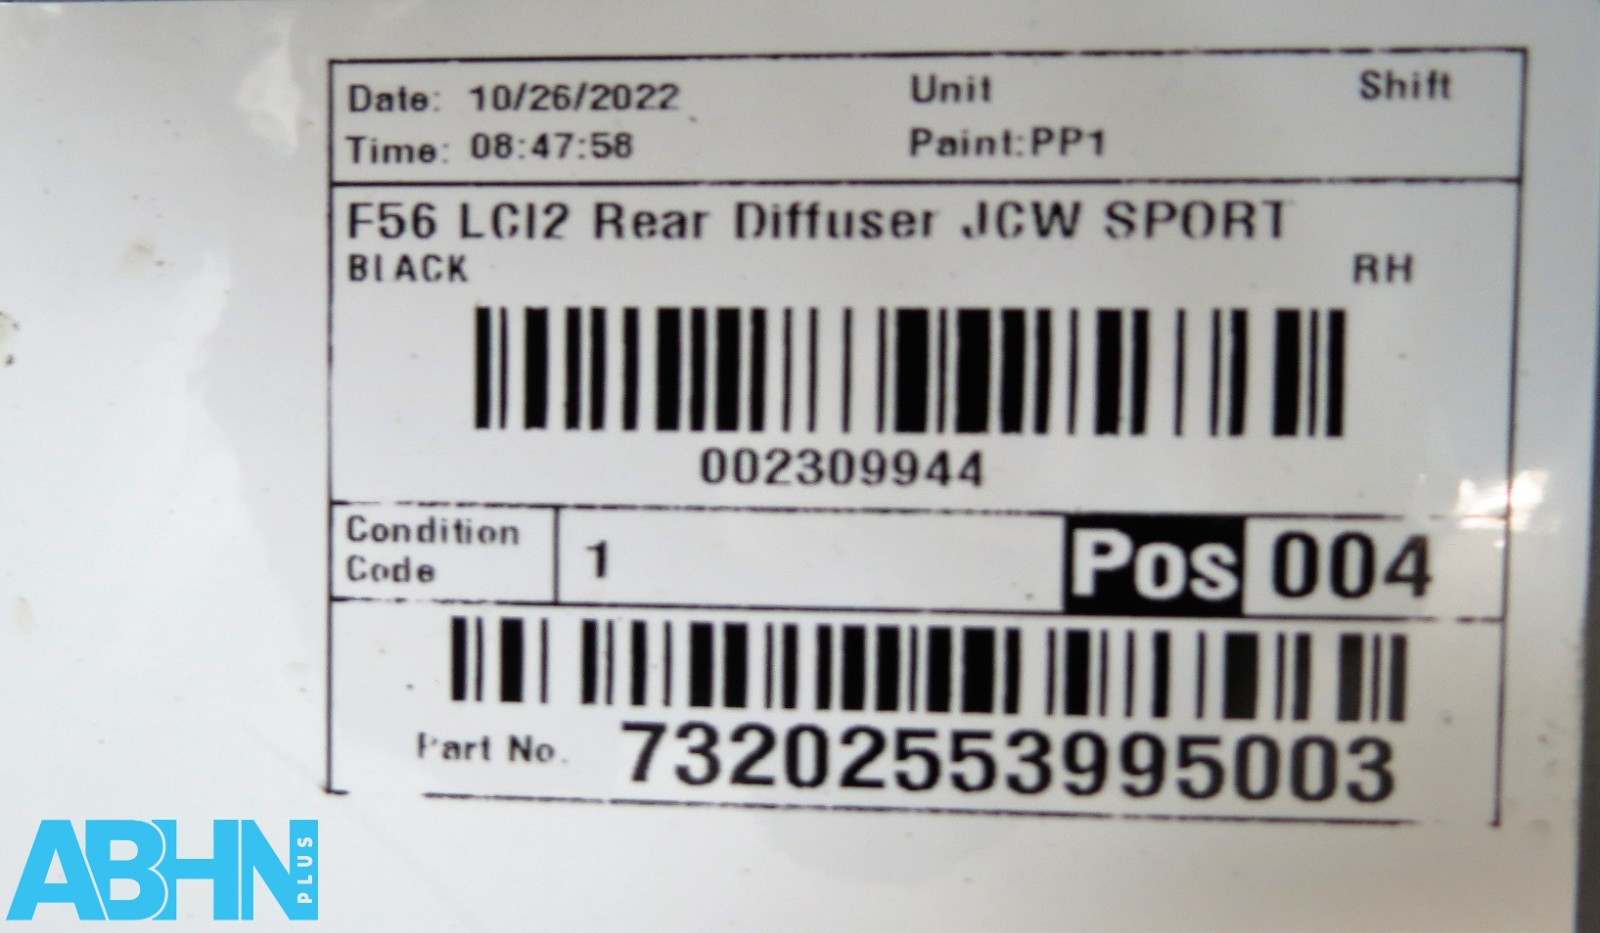 Date: 10/26/2022 Unit Shift
Time: 08:47:58 Paint:PP1
F56 LCI2 Rear Diffuser JCW SPORT
BLACK RH
002309944
Condition Code 1 Pos 004
Part No. 73202553995003
ABHN PLUS